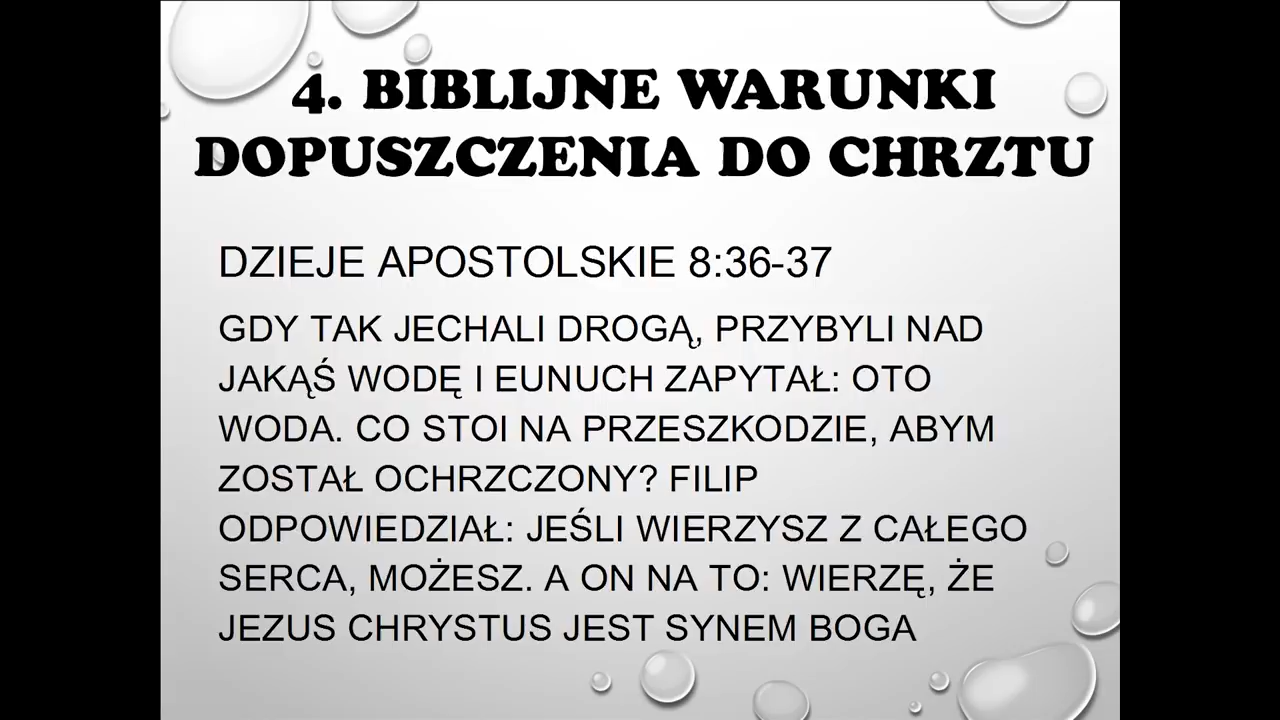 4. BIBLIJNE WARUNKI
DOPUSZCZENIA DO CHRZTU
DZIEJE APOSTOLSKIE 8:36-37
GDY TAK JECHALI DROGĄ, PRZYBYLI NAD
JAKĄŚ WODĘ I EUNUCH ZAPYTAŁ: OTO
WODA. CO STOI NA PRZESZKODZIE, ABYM
ZOSTAŁ OCHRZCZONY? FILIP
ODPOWIEDZIAŁ: JEŚLI WIERZYSZ Z CAŁEGO
SERCA, MOŻESZ. A ON NA TO: WIERZĘ, ŻE
JEZUS CHRYSTUS JEST SYNEM BOGA